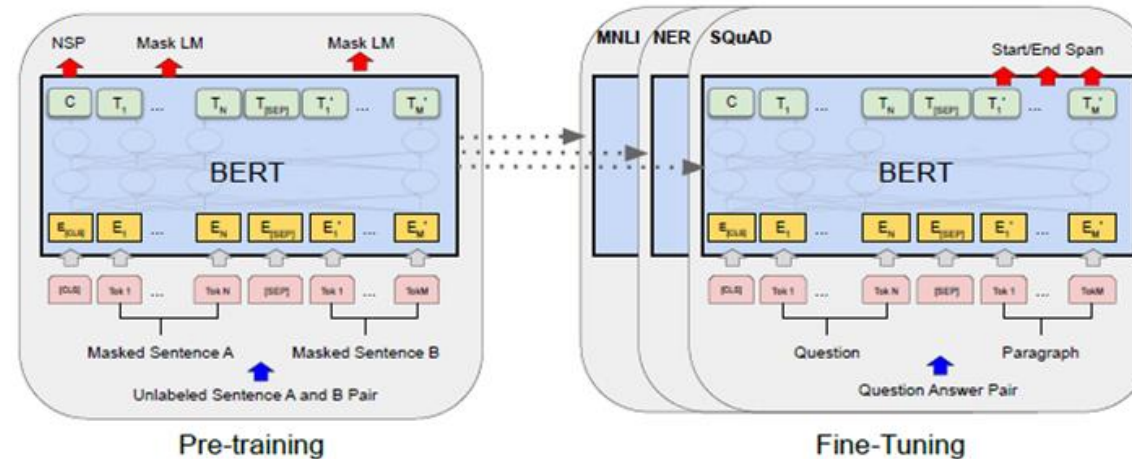 NSP Mask LM Mask LM
C T1 ... TN T[SEP] T1' ... TM'
BERT
E[CLS] E1 ... EN E[SEP] E1' ... EM'
[CLS] Tok 1 ... Tok N [SEP] Tok 1 ... TokM
Masked Sentence A Masked Sentence B
Unlabeled Sentence A and B Pair
Pre-training
MNLI NER SQuAD
Start/End Span
C T1 ... TN T[SEP] T1' ... TM'
BERT
E[CLS] E1 ... EN E[SEP] E1' ... EM'
[CLS] Tok 1 ... Tok N [SEP] Tok 1 ... TokM
Question Paragraph
Question Answer Pair
Fine-Tuning